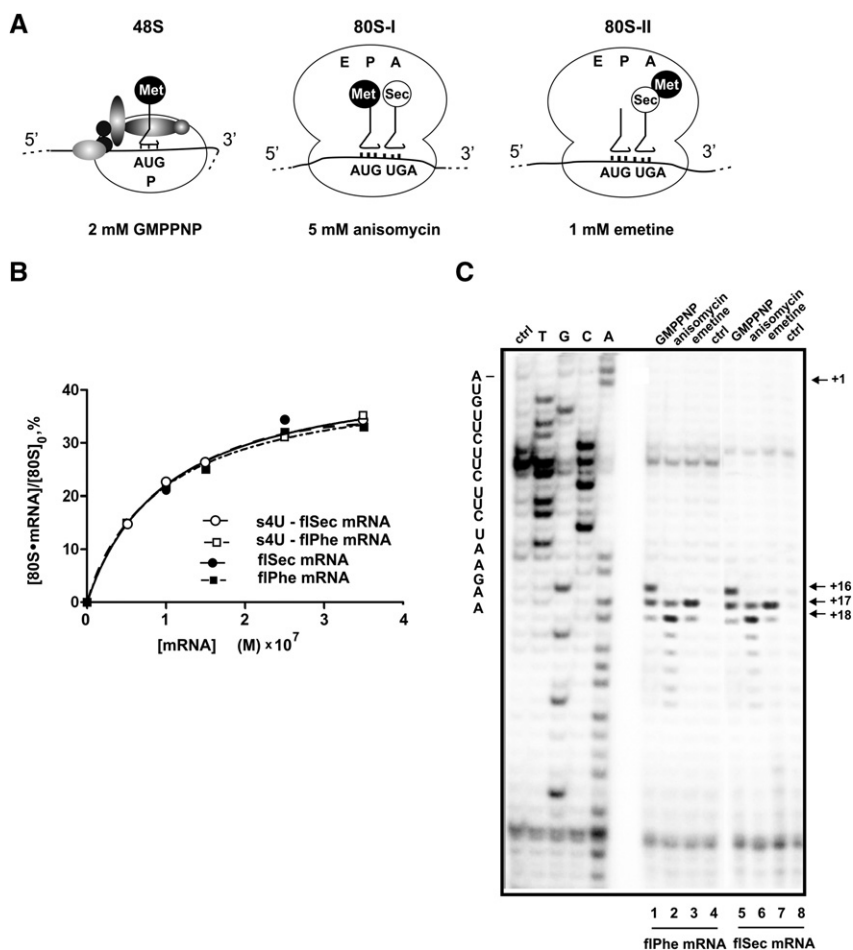 A
48S
80S-I
80S-II
E P A
E P A
Met
Met
Sec
Sec
Met
5’
3’
5’
3’
5’
3’
AUG
AUG UGA
AUG UGA
P
2 mM GMPPNP
5 mM anisomycin
1 mM emetine
B
[80S•mRNA]/[80S]0,%
40
30
20
10
0
0
1
2
3
4
s4U - flSec mRNA
s4U - flPhe mRNA
flSec mRNA
flPhe mRNA
[mRNA] (M) ×10⁷
C
ctrl
T
G
C
A
GMPPNP
anisomycin
emetine
ctrl
GMPPNP
anisomycin
emetine
ctrl
A
U
G
U
U
C
U
U
C
U
U
C
U
A
A
G
A
A
+1
+16
+17
+18
1 2 3 4 5 6 7 8
flPhe mRNA
flSec mRNA